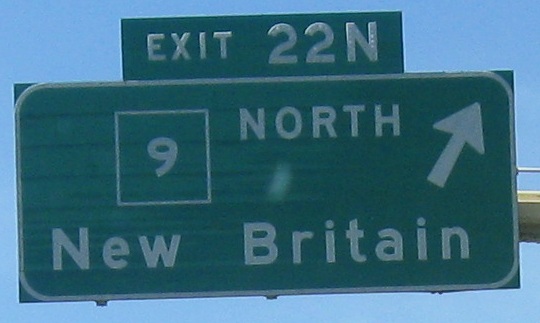 EXIT 22N
9 NORTH
New Britain